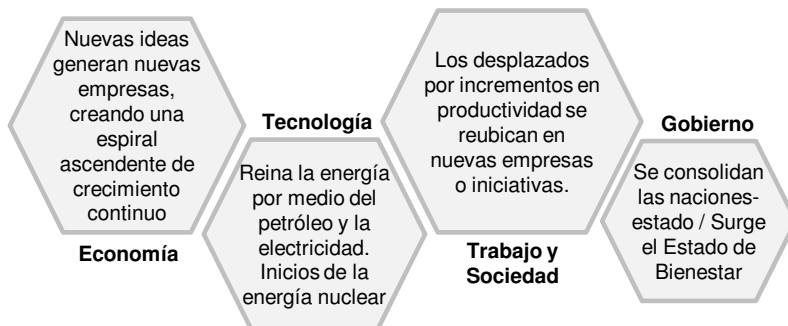 Nuevas ideas
generan nuevas
empresas,
creando una
espiral
ascendente de
crecimiento
continuo
Economía
Tecnología
Reina la energía
por medio del
petróleo y la
electricidad.
Inicios de la
energía nuclear
Los desplazados
por incrementos en
productividad se
reubican en
nuevas empresas
o iniciativas.
Trabajo y
Sociedad
Gobierno
Se consolidan
las naciones-
estado / Surge
el Estado de
Bienestar